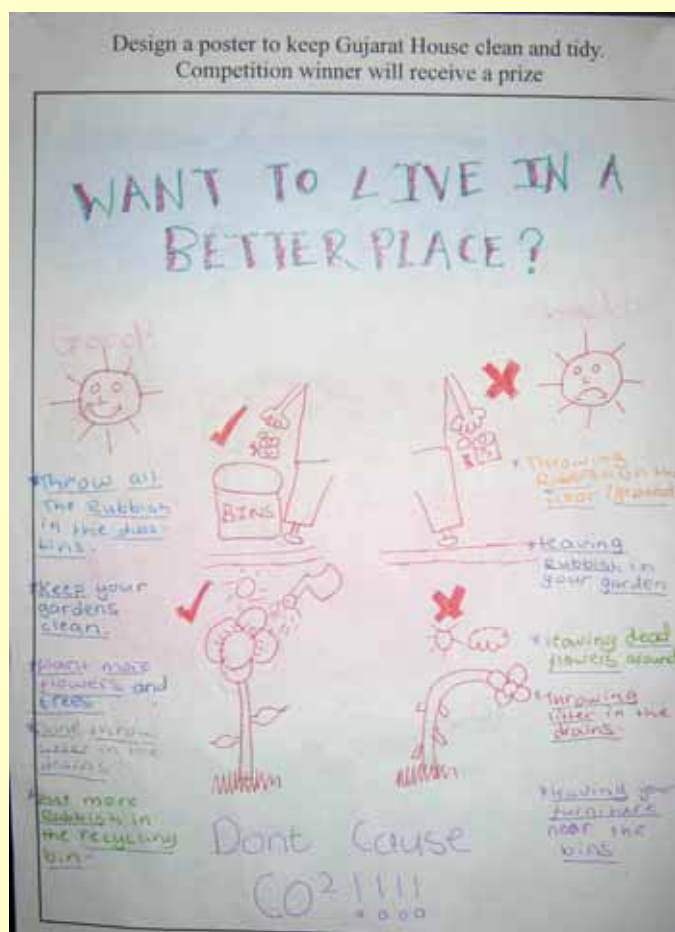 Design a poster to keep Gujarat House clean and tidy.
Competition winner will receive a prize
WANT TO LIVE IN A
BETTER PLACE?
Good!
*Throw all
The Rubbish
in the
bins.
*Keep your
gardens
clean.
*plant more
flowers and
trees
*Dont throw
litter in the
drains.
*Put more
Rubbish in
the recycling
bin.
BINS
*Throwing
on the
floor/ground
*Leaving
Rubbish in
your garden
*leaving dead
flowers around
*Throwing
litter in the
drains.
*Leaving your
furniture
near the
bins
Dont Cause
CO² !!!!